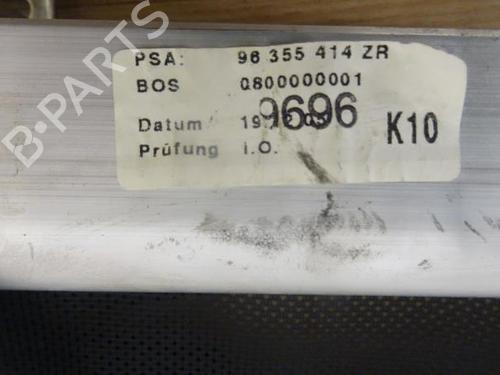 PSA: 96 355 414 ZR
BOS 0800000001
9696
Datum
K10
Prüfung i.O.
B-PARTS